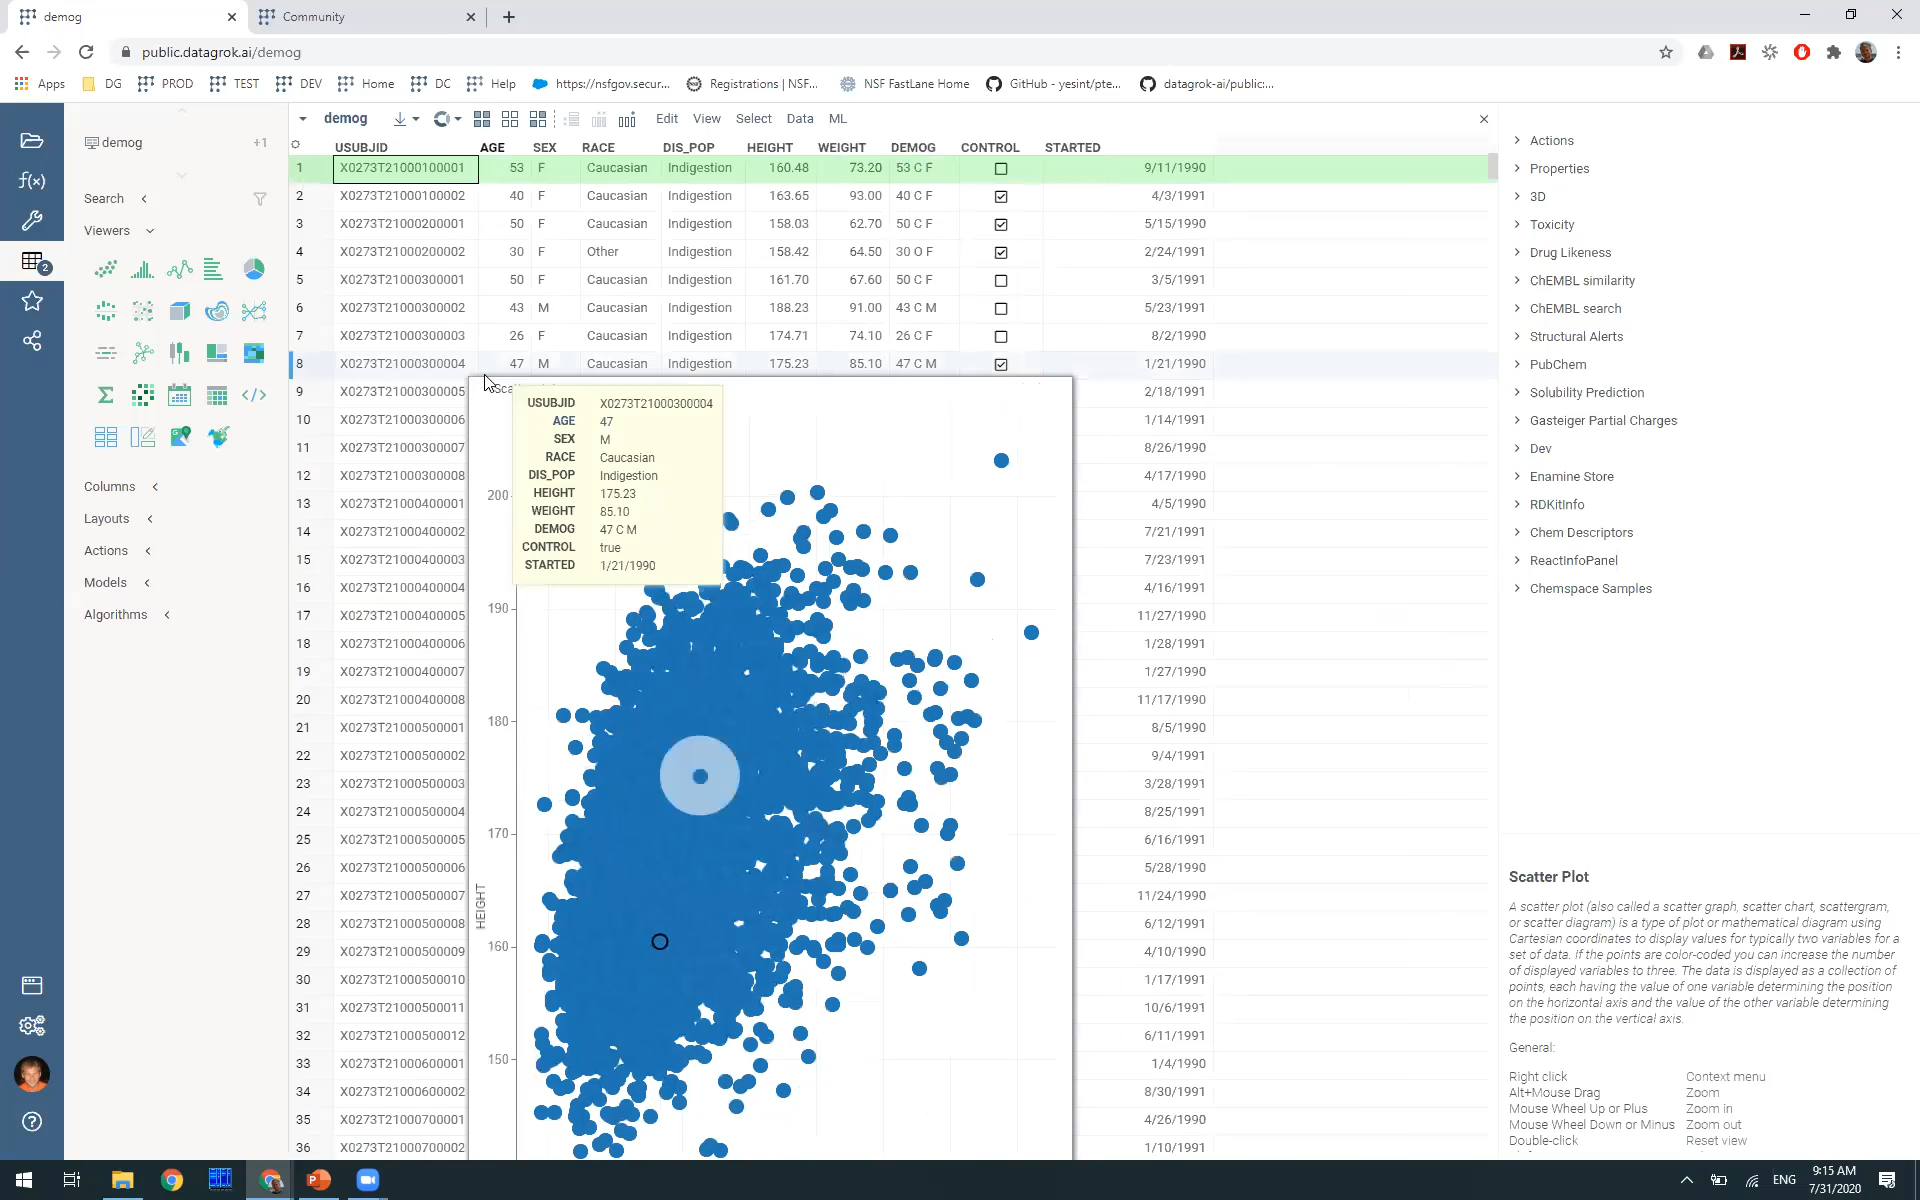 demog
Community
public.datagrok.ai/demog
Apps DG PROD TEST DEV Home DC Help https://nsfgov.secur... Registrations | NSF... NSF FastLane Home GitHub - yesint/pte... datagrok-ai/public:...
demog +1
Search
Viewers
Columns
Layouts
Actions
Models
Algorithms
2
demog Edit View Select Data ML
USUBJID AGE SEX RACE DIS_POP HEIGHT WEIGHT DEMOG CONTROL STARTED
1 X0273T21000100001 53 F Caucasian Indigestion 160.48 73.20 53 C F 9/11/1990
2 X0273T21000100002 40 F Caucasian Indigestion 163.65 93.00 40 C F 4/3/1991
3 X0273T21000200001 50 F Caucasian Indigestion 158.03 62.70 50 C F 5/15/1990
4 X0273T21000200002 30 F Other Indigestion 158.42 64.50 30 O F 2/24/1991
5 X0273T21000300001 50 F Caucasian Indigestion 161.70 67.60 50 C F 3/5/1991
6 X0273T21000300002 43 M Caucasian Indigestion 188.23 91.00 43 C M 5/23/1991
7 X0273T21000300003 26 F Caucasian Indigestion 174.71 74.10 26 C F 8/2/1990
8 X0273T21000300004 47 M Caucasian Indigestion 175.23 85.10 47 C M 1/21/1990
9 X0273T21000300005 2/18/1991
10 X0273T21000300006 1/14/1991
11 X0273T21000300007 8/26/1990
12 X0273T21000300008 4/17/1990
13 X0273T21000400001 4/5/1990
14 X0273T21000400002 7/21/1991
15 X0273T21000400003 7/23/1991
16 X0273T21000400004 4/16/1991
17 X0273T21000400005 11/27/1990
18 X0273T21000400006 1/28/1991
19 X0273T21000400007 1/27/1991
20 X0273T21000400008 11/17/1990
21 X0273T21000500001 8/5/1990
22 X0273T21000500002 9/4/1991
23 X0273T21000500003 3/28/1991
24 X0273T21000500004 8/25/1991
25 X0273T21000500005 6/16/1991
26 X0273T21000500006 5/28/1991
27 X0273T21000500007 11/24/1990
28 X0273T21000500008 6/12/1991
29 X0273T21000500009 4/10/1990
30 X0273T21000500010 1/17/1991
31 X0273T21000500011 10/6/1991
32 X0273T21000500012 6/11/1991
33 X0273T21000600001 1/4/1990
34 X0273T21000600002 8/30/1991
35 X0273T21000700001 4/26/1990
36 X0273T21000700002 1/10/1991
USUBJID X0273T21000300004
AGE 47
SEX M
RACE Caucasian
DIS_POP Indigestion
HEIGHT 175.23
WEIGHT 85.10
DEMOG 47 C M
CONTROL true
STARTED 1/21/1990
200
190
180
170
160
150
HEIGHT
Actions
Properties
3D
Toxicity
Drug Likeness
ChEMBL similarity
ChEMBL search
Structural Alerts
PubChem
Solubility Prediction
Gasteiger Partial Charges
Dev
Enamine Store
RDKitInfo
Chem Descriptors
ReactInfoPanel
Chemspace Samples
Scatter Plot
A scatter plot (also called a scatter graph, scatter chart, scattergram,
or scatter diagram) is a type of plot or mathematical diagram using
Cartesian coordinates to display values for typically two variables for a
set of data. If the points are color-coded you can increase the number
of displayed variables to three. The data is displayed as a collection of
points, each having the value of one variable determining the position
on the horizontal axis and the value of the other variable determining
the position on the vertical axis.
General:
Right click Context menu
Alt+Mouse Drag Zoom
Mouse Wheel Up or Plus Zoom in
Mouse Wheel Down or Minus Zoom out
Double-click Reset view
ENG
9:15 AM
7/31/2020